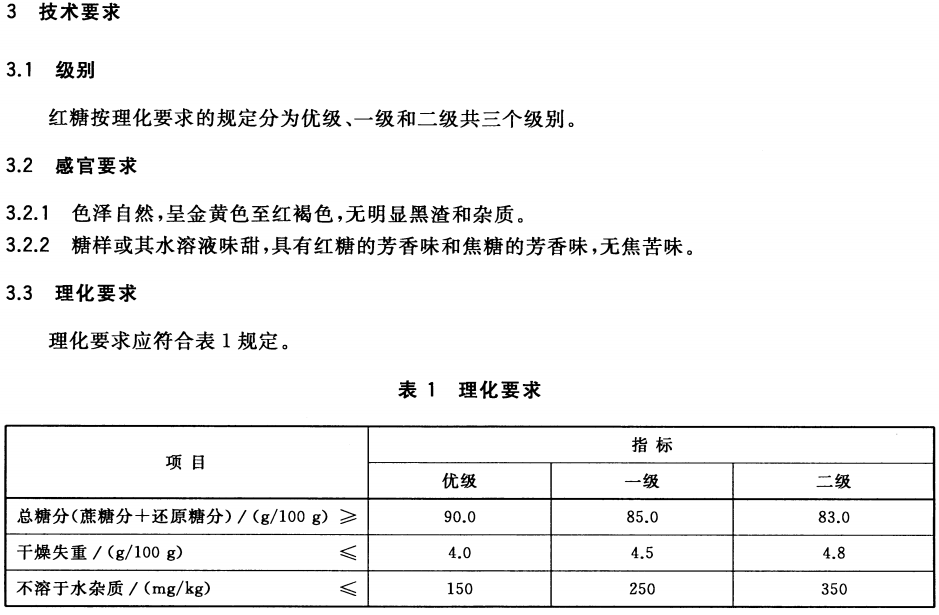 3 技术要求
3.1 级别
红糖按理化要求的规定分为优级、一级和二级共三个级别。
3.2 感官要求
3.2.1 色泽自然,呈金黄色至红褐色,无明显黑渣和杂质。
3.2.2 糖样或其水溶液味甜,具有红糖的芳香味和焦糖的芳香味,无焦苦味。
3.3 理化要求
理化要求应符合表 1 规定。
表 1 理化要求
项 目 指 标
优级 一级 二级
总糖分(蔗糖分+还原糖分)/(g/100 g) ≥ 90.0 85.0 83.0
干燥失重/(g/100 g) ≤ 4.0 4.5 4.8
不溶于水杂质/(mg/kg) ≤ 150 250 350